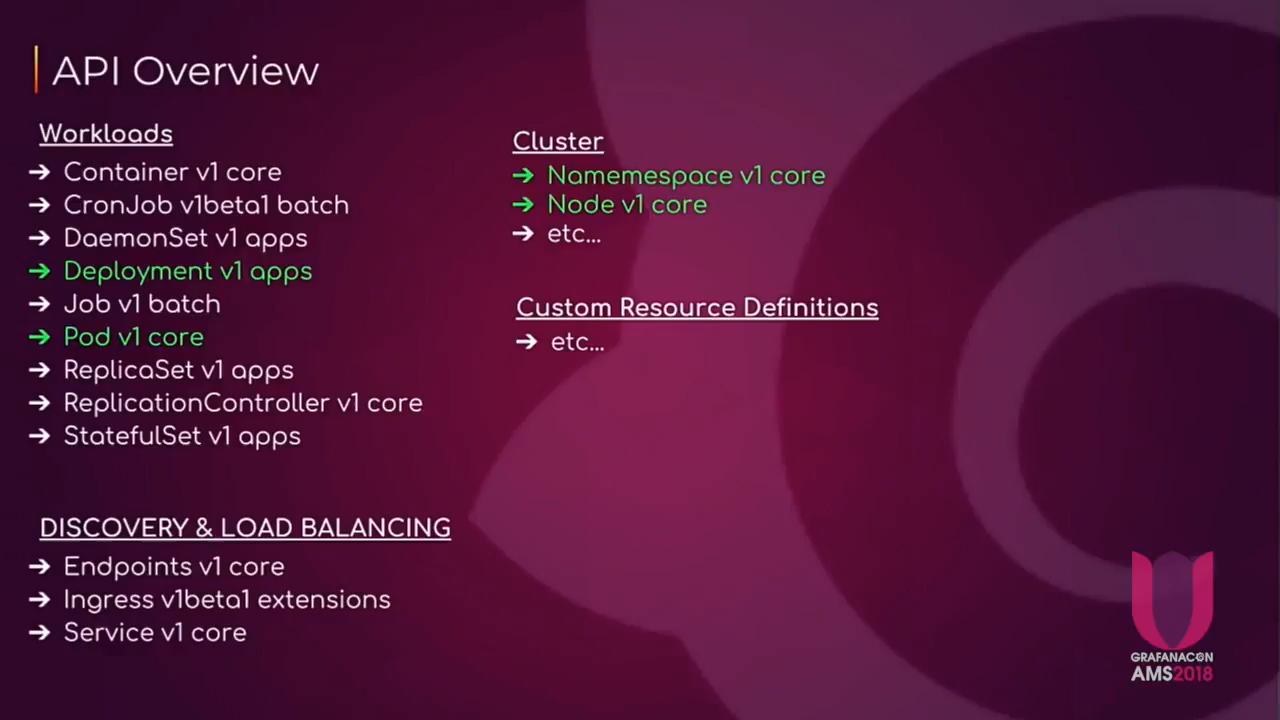 API Overview
Workloads
➔ Container v1 core
➔ CronJob v1beta1 batch
➔ DaemonSet v1 apps
➔ Deployment v1 apps
➔ Job v1 batch
➔ Pod v1 core
➔ ReplicaSet v1 apps
➔ ReplicationController v1 core
➔ StatefulSet v1 apps
DISCOVERY & LOAD BALANCING
➔ Endpoints v1 core
➔ Ingress v1beta1 extensions
➔ Service v1 core
Cluster
➔ Namemespace v1 core
➔ Node v1 core
➔ etc...
Custom Resource Definitions
➔ etc...
GRAFANACON
AMS2018